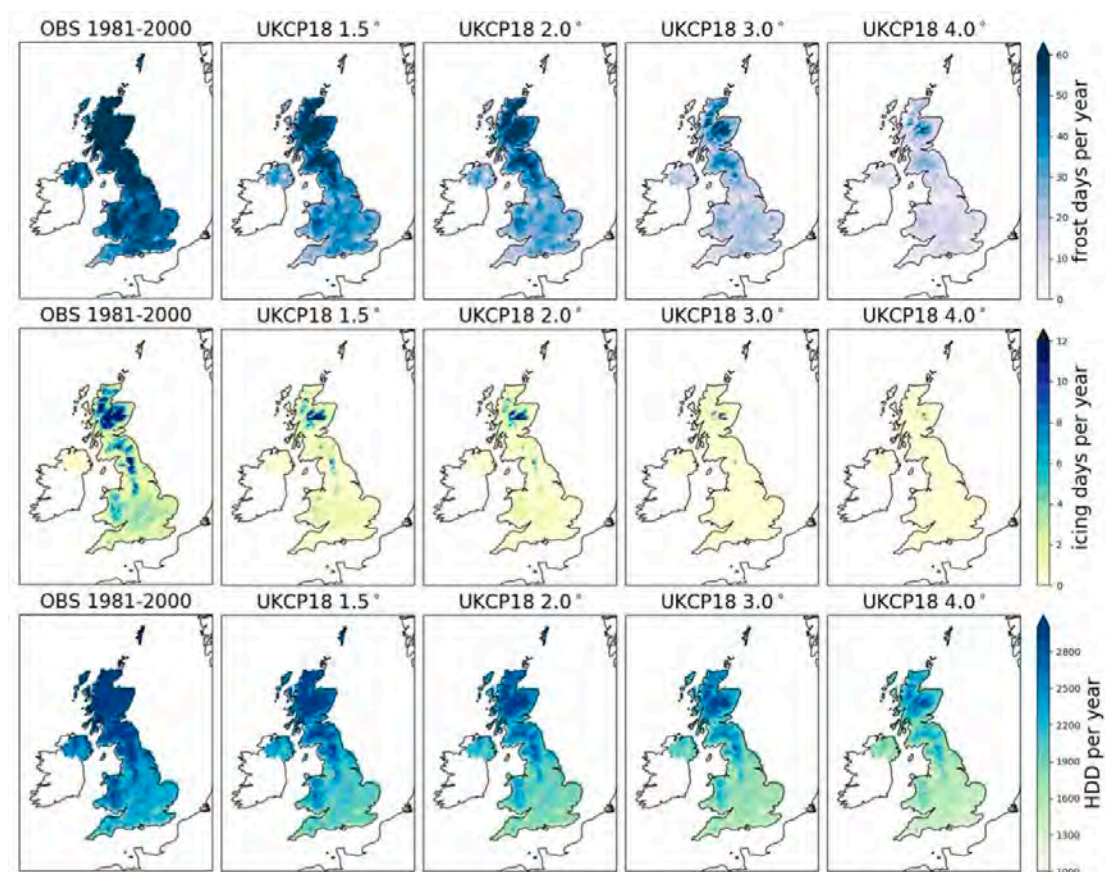 OBS 1981-2000
UKCP18 1.5°
UKCP18 2.0°
UKCP18 3.0°
UKCP18 4.0°
60
50
40
30
20
10
0
frost days per year
OBS 1981-2000
UKCP18 1.5°
UKCP18 2.0°
UKCP18 3.0°
UKCP18 4.0°
12
10
8
6
4
2
0
icing days per year
OBS 1981-2000
UKCP18 1.5°
UKCP18 2.0°
UKCP18 3.0°
UKCP18 4.0°
2800
2500
2200
1900
1600
1300
1000
HDD per year